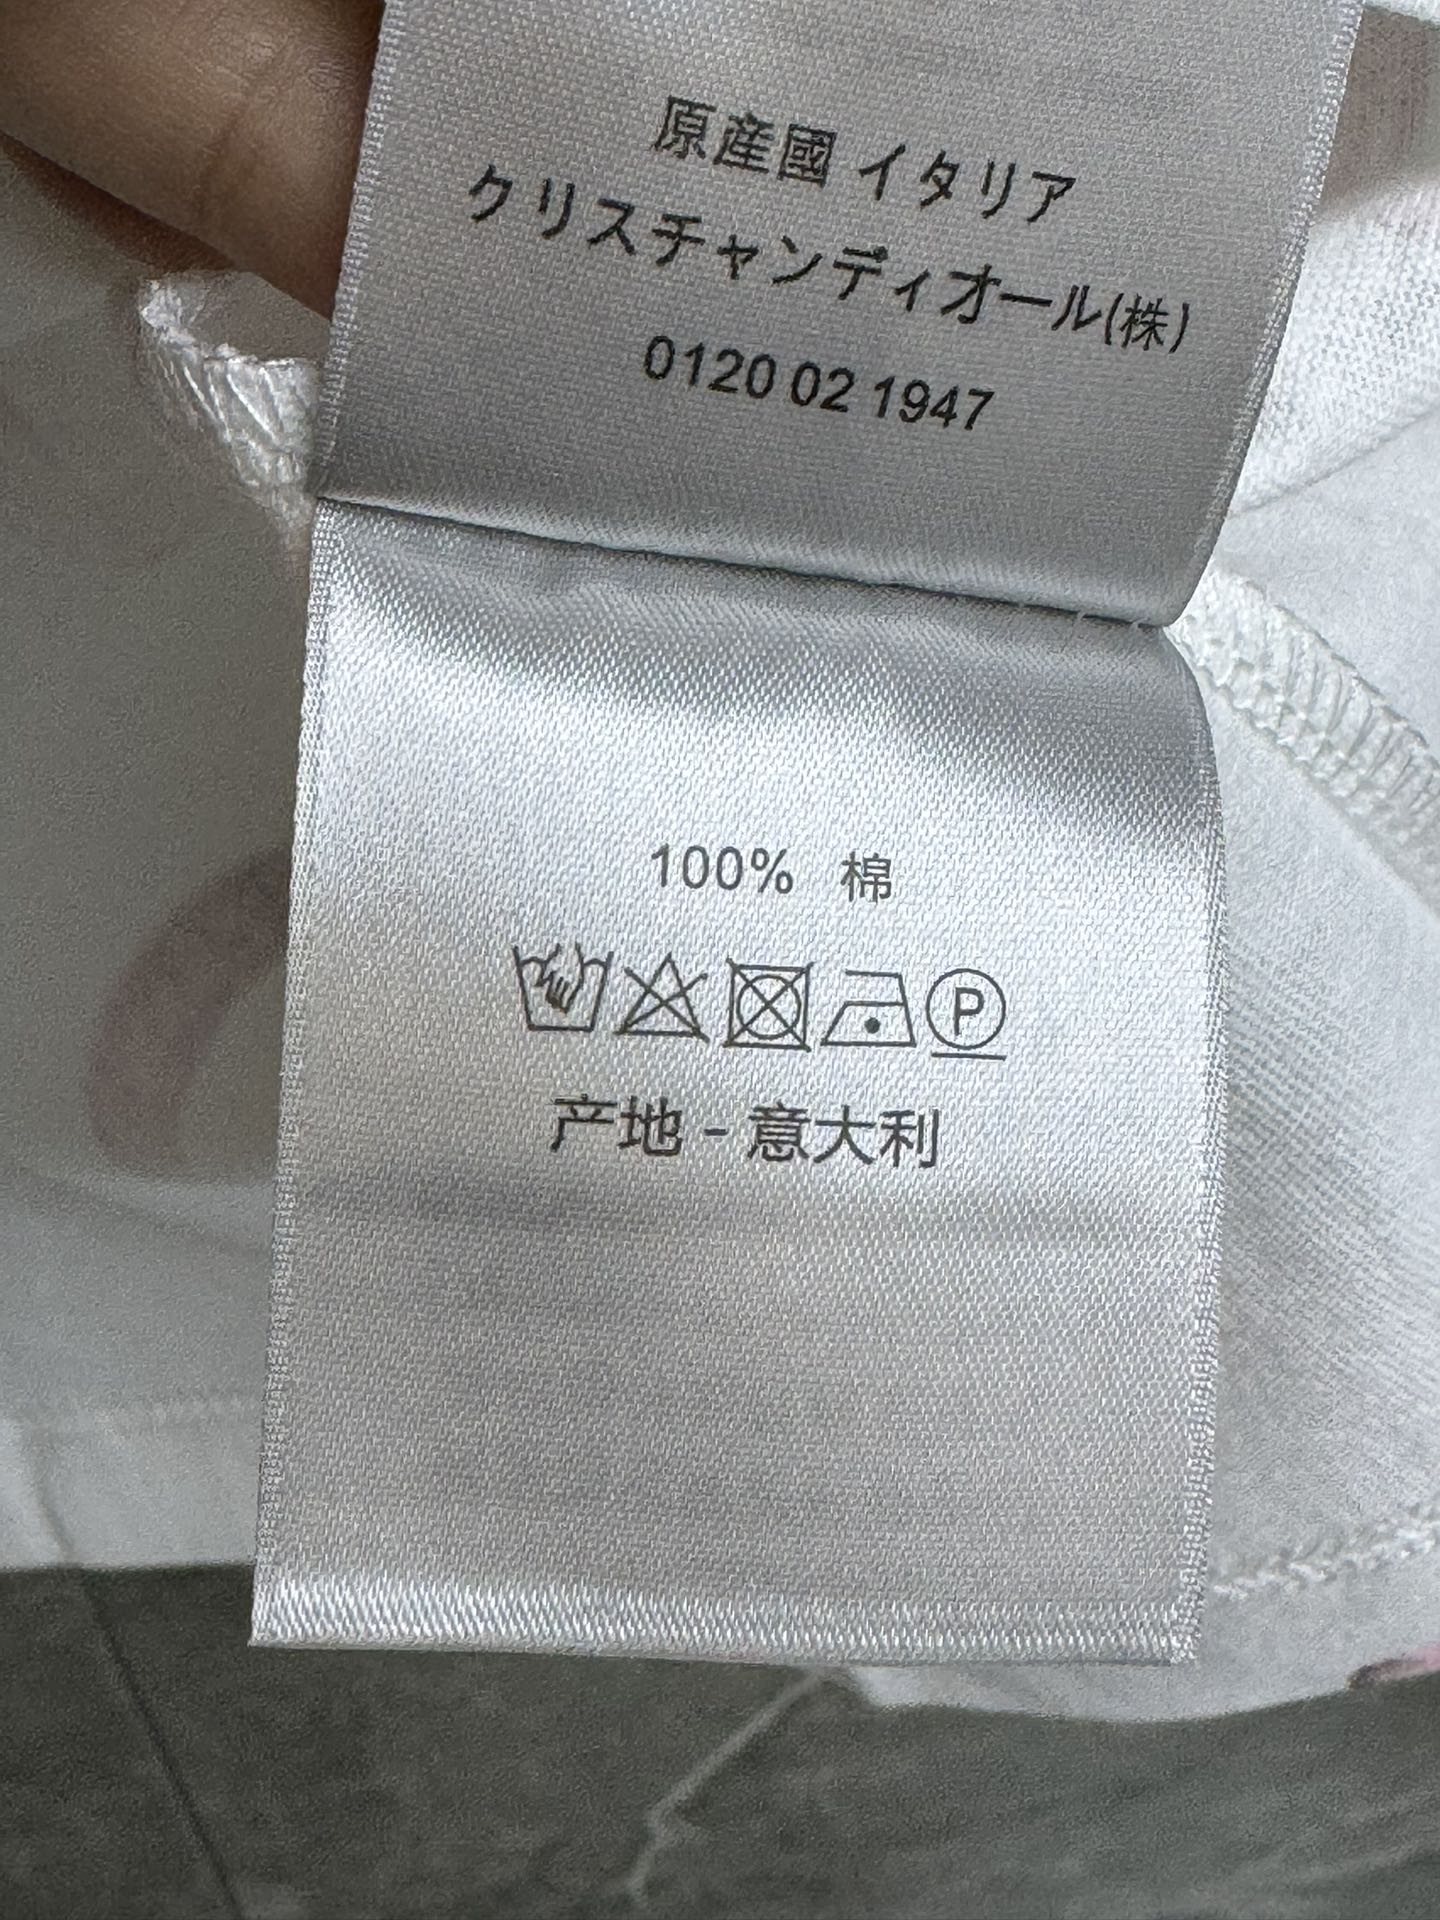 原産國 イタリア
クリスチャンディオール(株)
0120 02 1947
100% 棉
P
产地 - 意大利